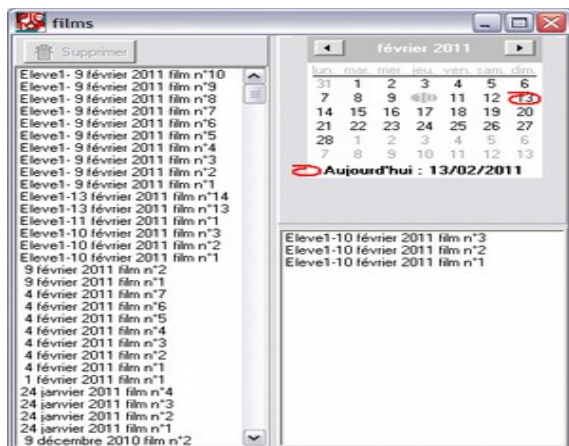 films
Supprimer
Eleve1- 9 février 2011 film n°10
Eleve1- 9 février 2011 film n°9
Eleve1- 9 février 2011 film n°8
Eleve1- 9 février 2011 film n°7
Eleve1- 9 février 2011 film n°6
Eleve1- 9 février 2011 film n°5
Eleve1- 9 février 2011 film n°4
Eleve1- 9 février 2011 film n°3
Eleve1- 9 février 2011 film n°2
Eleve1- 9 février 2011 film n°1
Eleve1-13 février 2011 film n°14
Eleve1-13 février 2011 film n°13
Eleve1-11 février 2011 film n°1
Eleve1-10 février 2011 film n°3
Eleve1-10 février 2011 film n°2
Eleve1-10 février 2011 film n°1
9 février 2011 film n°2
9 février 2011 film n°1
4 février 2011 film n°7
4 février 2011 film n°6
4 février 2011 film n°5
4 février 2011 film n°4
4 février 2011 film n°3
4 février 2011 film n°2
4 février 2011 film n°1
1 février 2011 film n°1
24 janvier 2011 film n°4
24 janvier 2011 film n°3
24 janvier 2011 film n°2
24 janvier 2011 film n°1
9 décembre 2010 film n°2
février 2011
lun. mar. mer. jeu. ven. sam. dim.
31 1 2 3 4 5 6
7 8 9 10 11 12 13
14 15 16 17 18 19 20
21 22 23 24 25 26 27
28 1 2 3 4 5 6
7 8 9 10 11 12 13
Aujourd'hui : 13/02/2011
Eleve1-10 février 2011 film n°3
Eleve1-10 février 2011 film n°2
Eleve1-10 février 2011 film n°1